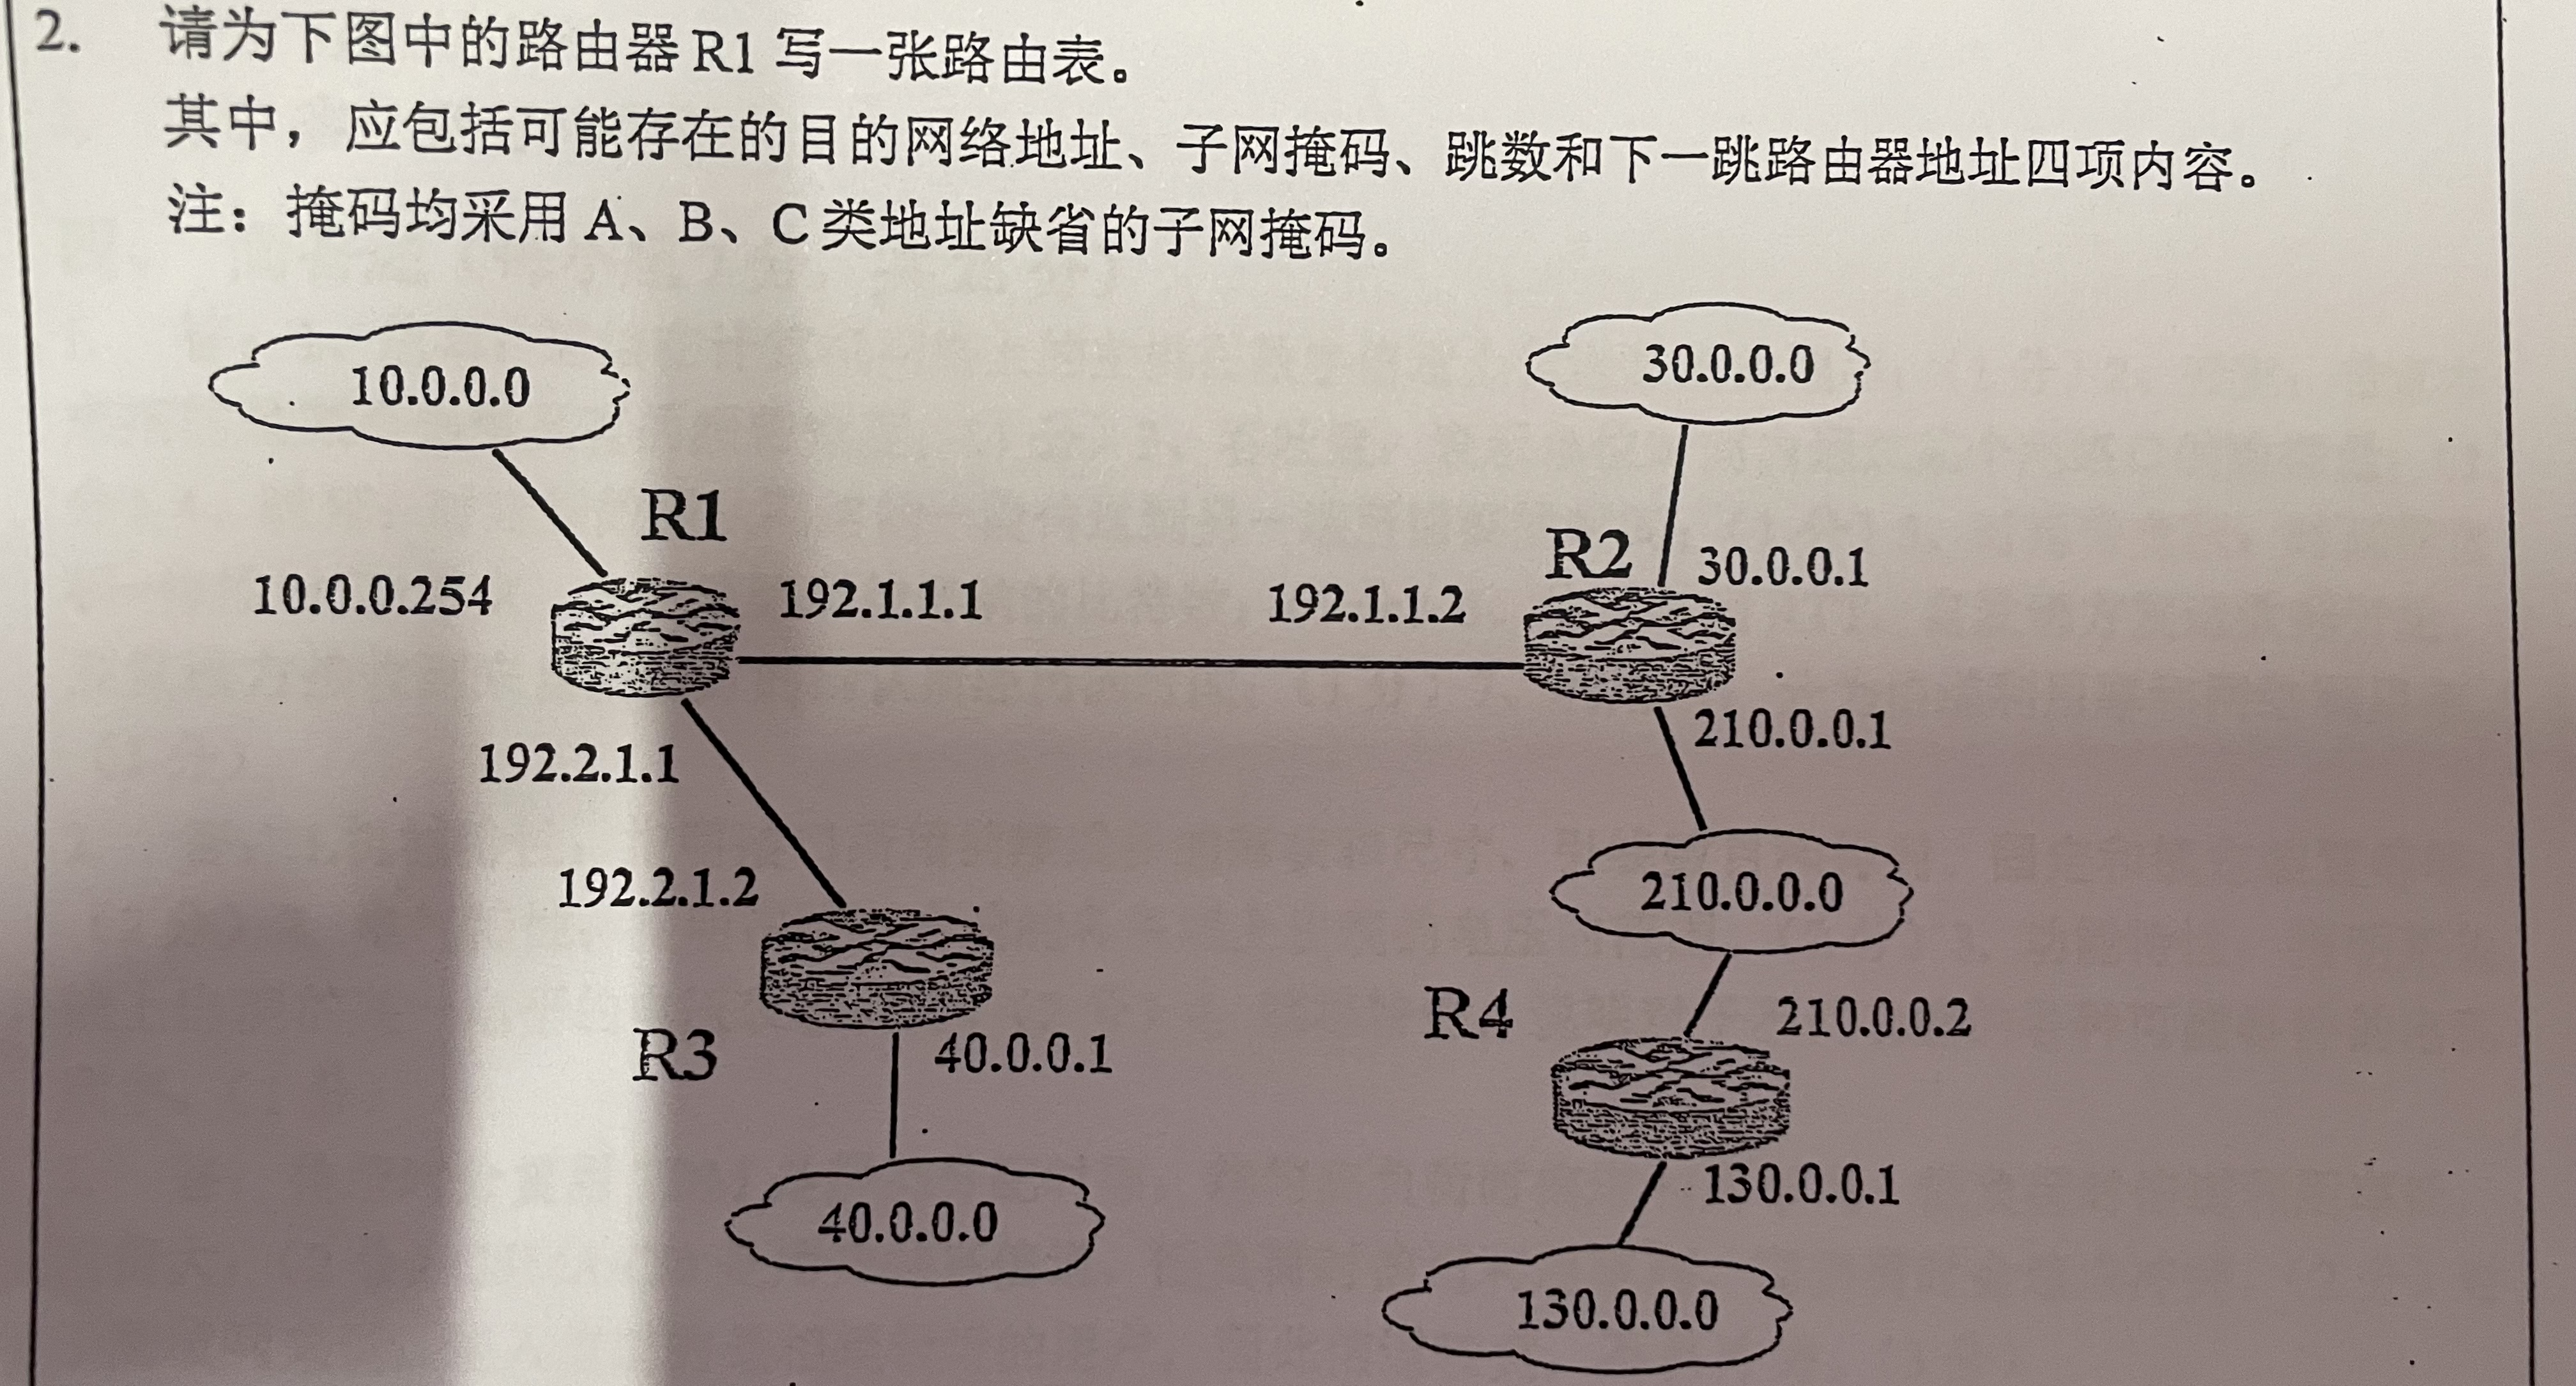 2. 请为下图中的路由器R1写一张路由表。
其中，应包括可能存在的目的网络地址、子网掩码、跳数和下一跳路由器地址四项内容。
注：掩码均采用A、B、C类地址缺省的子网掩码。
10.0.0.0
30.0.0.0
R1
R2
30.0.0.1
10.0.0.254
192.1.1.1
192.1.1.2
210.0.0.1
192.2.1.1
192.2.1.2
210.0.0.0
R4
210.0.0.2
R3
40.0.0.1
130.0.0.1
40.0.0.0
130.0.0.0